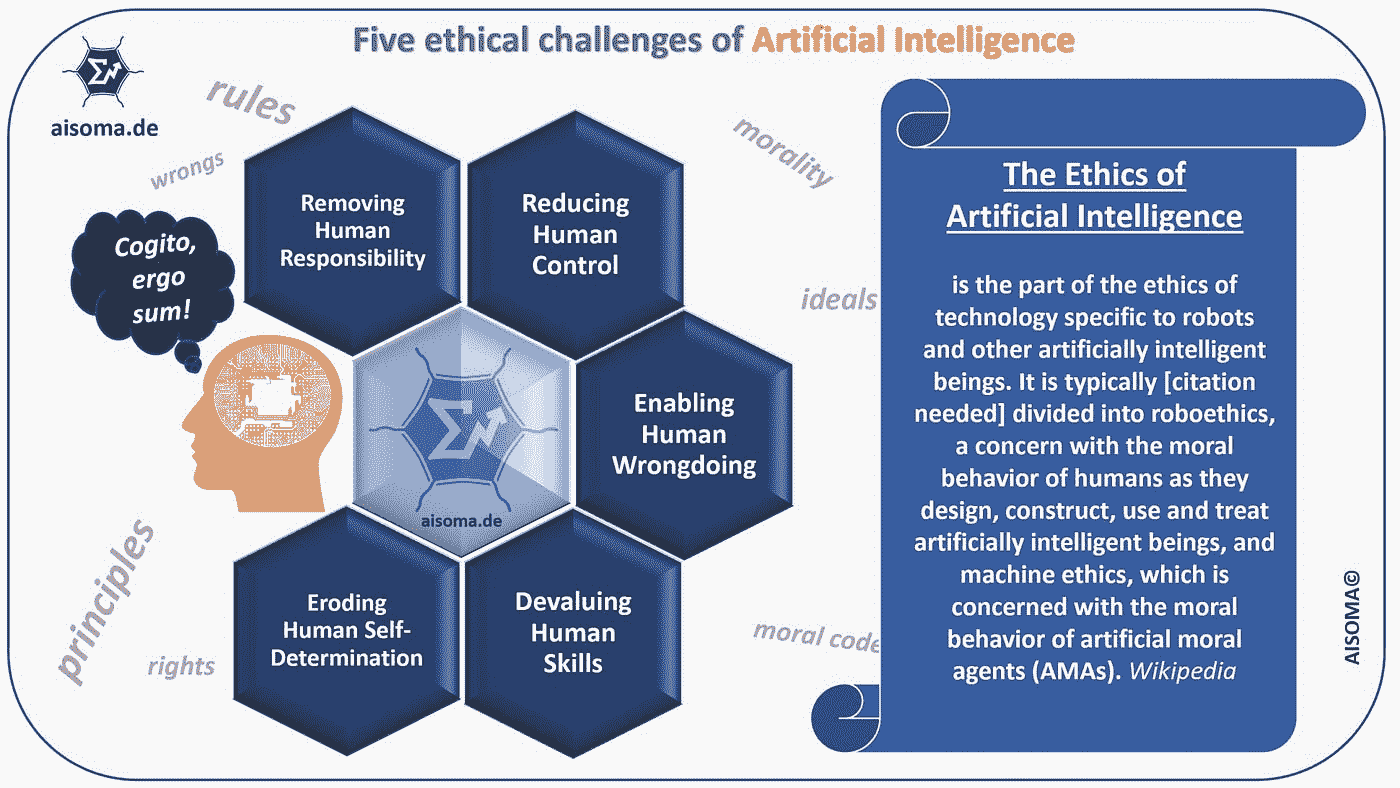 Five ethical challenges of Artificial Intelligence
aisoma.de
rules
wrongs
morality
Cogito,
ergo
sum!
Removing
Human
Responsibility
Reducing
Human
Control
ideals
Enabling
Human
Wrongdoing
aisoma.de
principles
rights
Eroding
Human Self-
Determination
Devaluing
Human
Skills
moral code
The Ethics of
Artificial Intelligence
is the part of the ethics of
technology specific to robots
and other artificially intelligent
beings. It is typically [citation
needed] divided into roboethics,
a concern with the moral
behavior of humans as they
design, construct, use and treat
artificially intelligent beings, and
machine ethics, which is
concerned with the moral
behavior of artificial moral
agents (AMAs). Wikipedia
AISOMA©